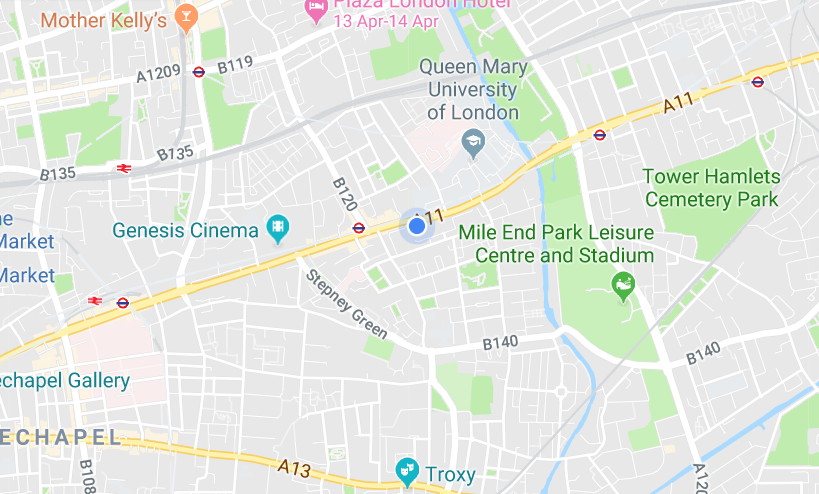 Plaza London Hotel
13 Apr-14 Apr
Mother Kelly's
A1209
B119
Queen Mary
University
of London
A11
B135
B135
B120
Tower Hamlets
Cemetery Park
Market
Genesis Cinema
A11
Mile End Park Leisure
Centre and Stadium
Market
Stepney Green
B140
B140
echapel Gallery
ECHAPEL
A13
B108
Troxy
A120